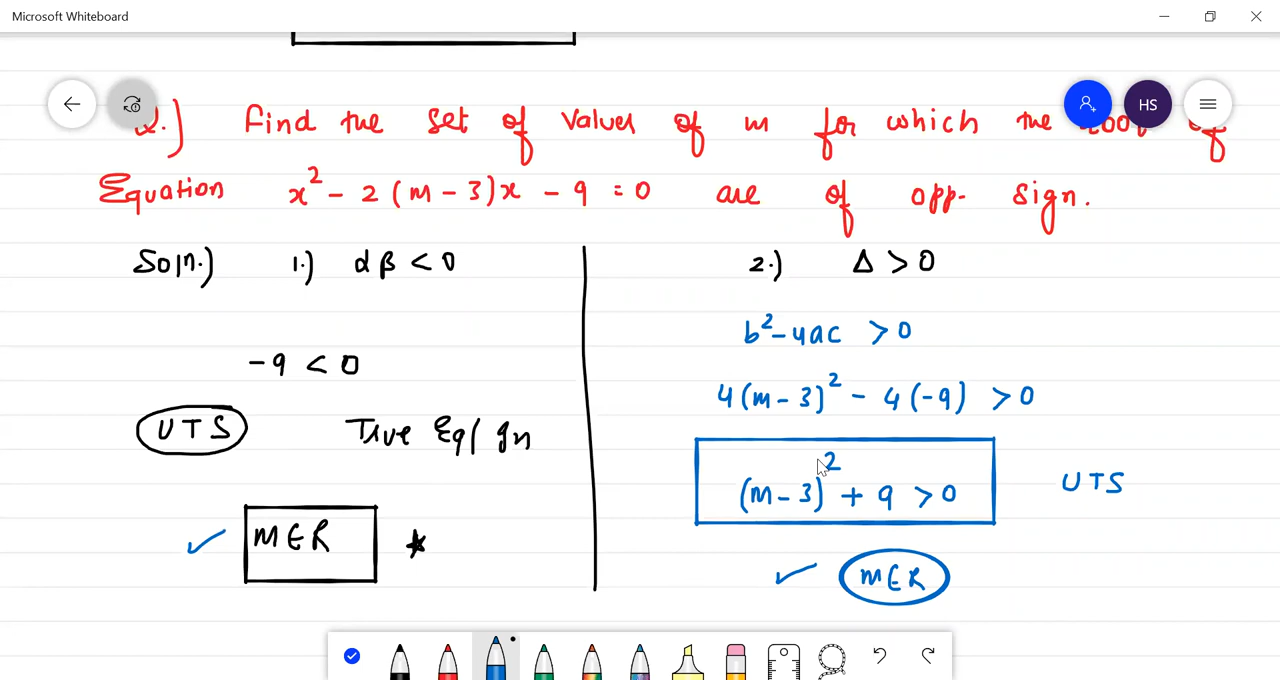 Microsoft Whiteboard
HS
Q.) Find the set of values of m for which the root of
Equation x² - 2(m-3)x - 9 = 0 are of opp. sign.
Soln.) 1.) αβ < 0
-9 < 0
UTS True Eq/gn
✓ m∈R ★
2.) Δ > 0
b² - 4ac > 0
4(m-3)² - 4(-9) > 0
(m-3)² + 9 > 0 UTS
✓ m∈R